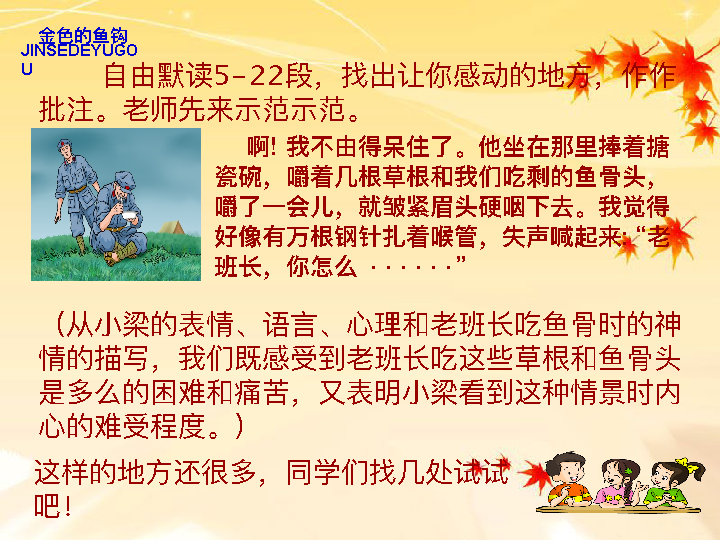 金色的鱼钩
JINSEDEYUGO
U
自由默读5-22段，找出让你感动的地方，作作
批注。老师先来示范示范。
啊! 我不由得呆住了。他坐在那里捧着搪
瓷碗，嚼着几根草根和我们吃剩的鱼骨头，
嚼了一会儿，就皱紧眉头硬咽下去。我觉得
好像有万根钢针扎着喉管，失声喊起来: “老
班长，你怎么 ······”
（从小梁的表情、语言、心理和老班长吃鱼骨时的神
情的描写，我们既感受到老班长吃这些草根和鱼骨头
是多么的困难和痛苦，又表明小梁看到这种情景时内
心的难受程度。）
这样的地方还很多，同学们找几处试试
吧！